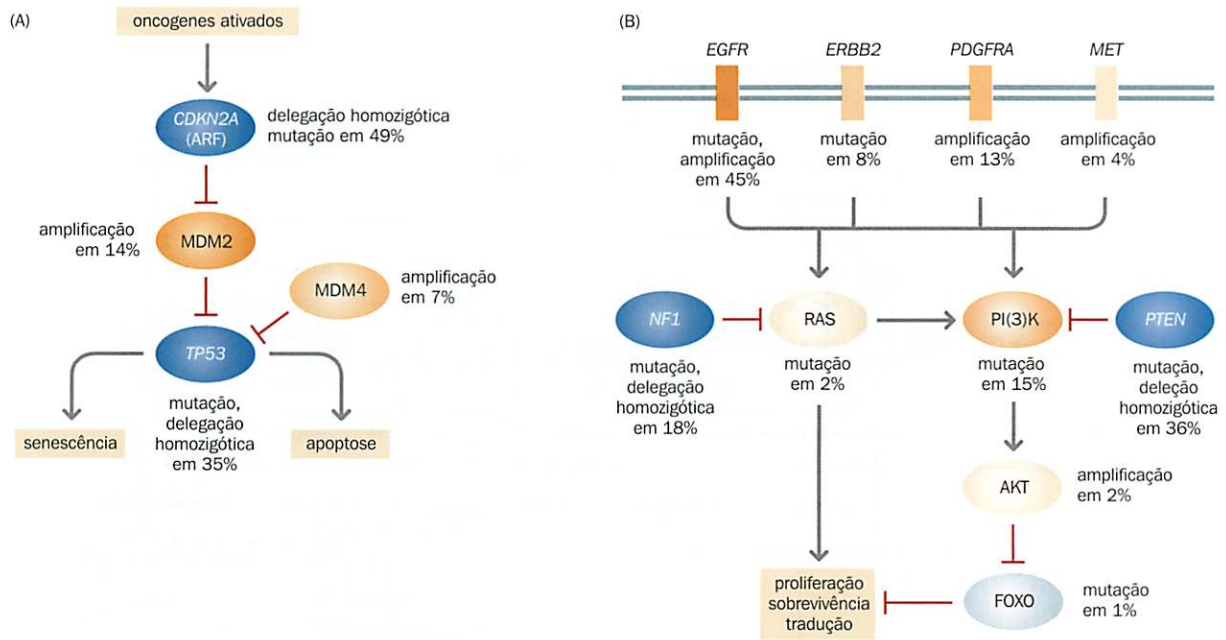 (A)
oncogenes ativados
CDKN2A
(ARF)
delegação homozigótica
mutação em 49%
amplificação
em 14%
MDM2
MDM4
amplificação
em 7%
TP53
senescência
mutação,
delegação
homozigótica
em 35%
apoptose
(B)
EGFR
ERBB2
PDGFRA
MET
mutação,
amplificação
em 45%
mutação
em 8%
amplificação
em 13%
amplificação
em 4%
NF1
RAS
PI(3)K
PTEN
mutação,
delegação
homozigótica
em 18%
mutação
em 2%
mutação
em 15%
mutação,
deleção
homozigótica
em 36%
AKT
amplificação
em 2%
proliferação
sobrevivência
tradução
FOXO
mutação
em 1%